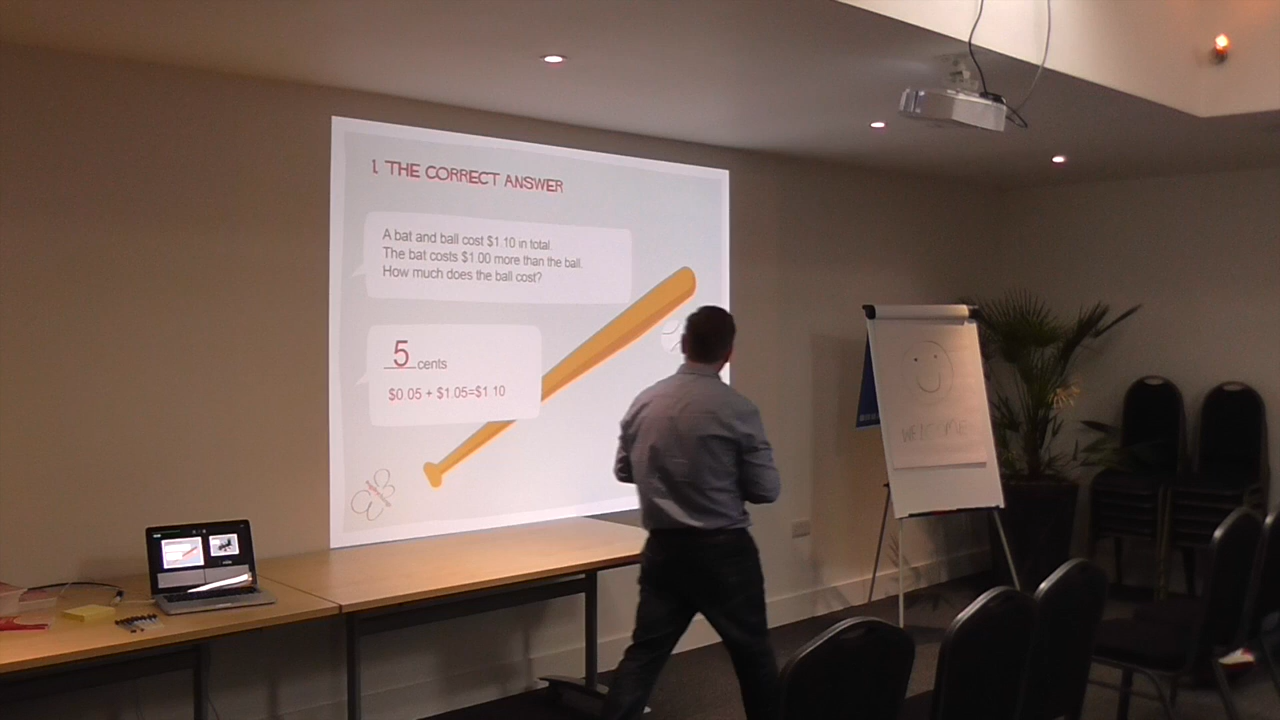 1. THE CORRECT ANSWER
A bat and ball cost $1.10 in total.
The bat costs $1.00 more than the ball.
How much does the ball cost?
5 cents
$0.05 + $1.05=$1.10
WELCOME